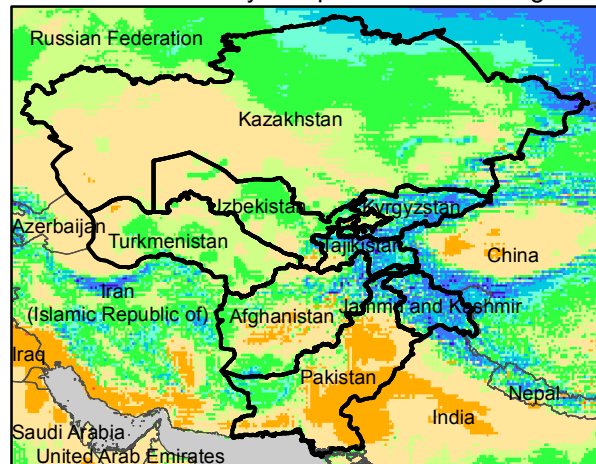 Russian Federation
Kazakhstan
Uzbekistan
Kyrgyzstan
Azerbaijan
Turkmenistan
Tajikistan
China
Iran
(Islamic Republic of)
Afghanistan
Jammu and Kashmir
Iraq
Pakistan
Nepal
India
Saudi Arabia
United Arab Emirates